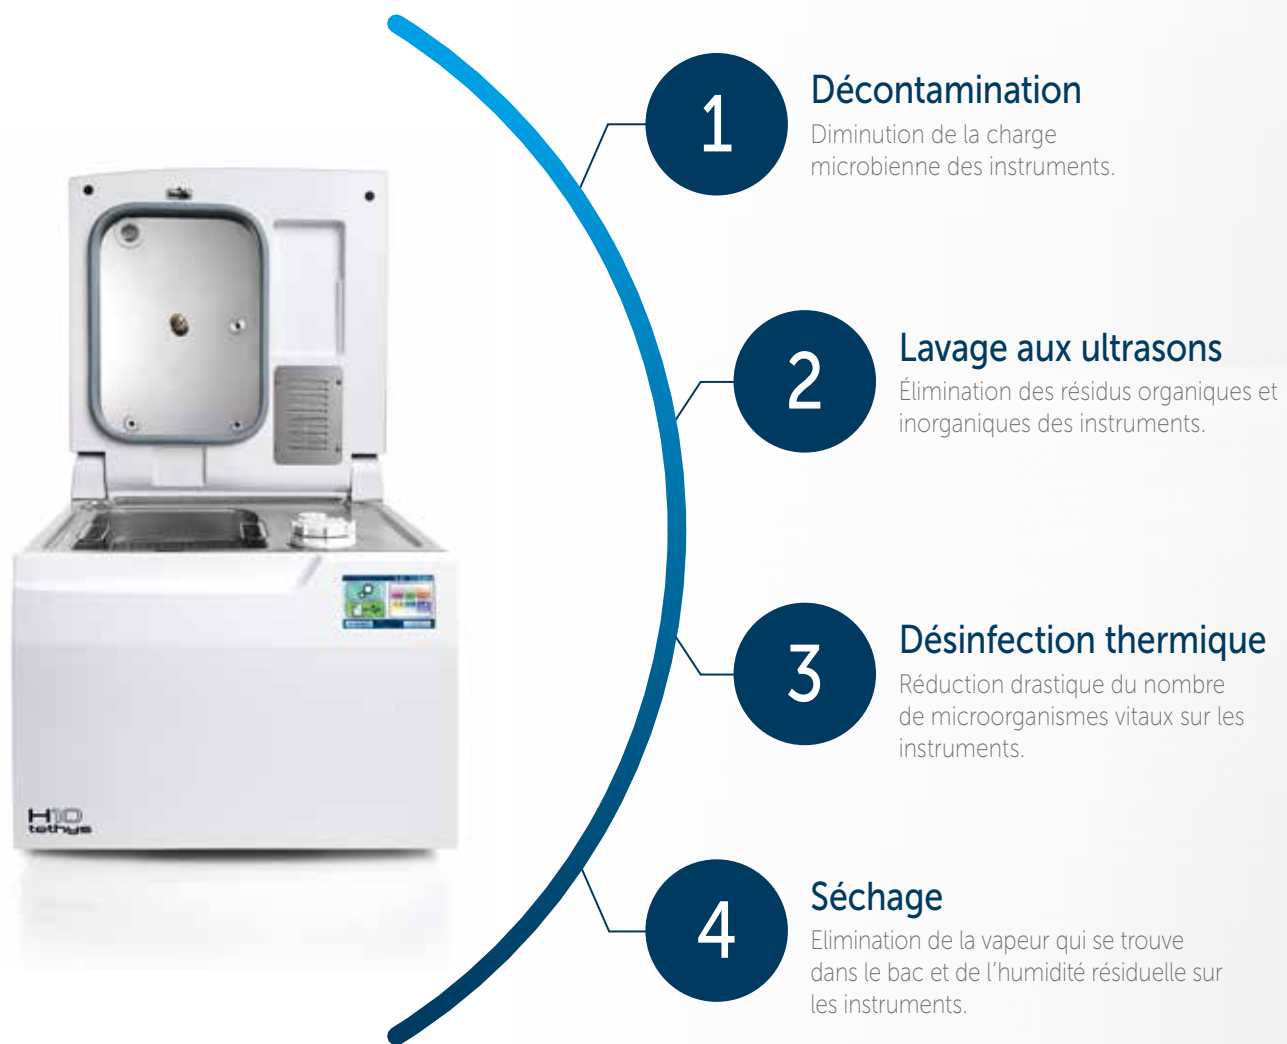 1
Décontamination
Diminution de la charge
microbienne des instruments.
2
Lavage aux ultrasons
Élimination des résidus organiques et
inorganiques des instruments.
3
Désinfection thermique
Réduction drastique du nombre
de microorganismes vitaux sur les
instruments.
4
Séchage
Elimination de la vapeur qui se trouve
dans le bac et de l'humidité résiduelle sur
les instruments.
H10
tethys